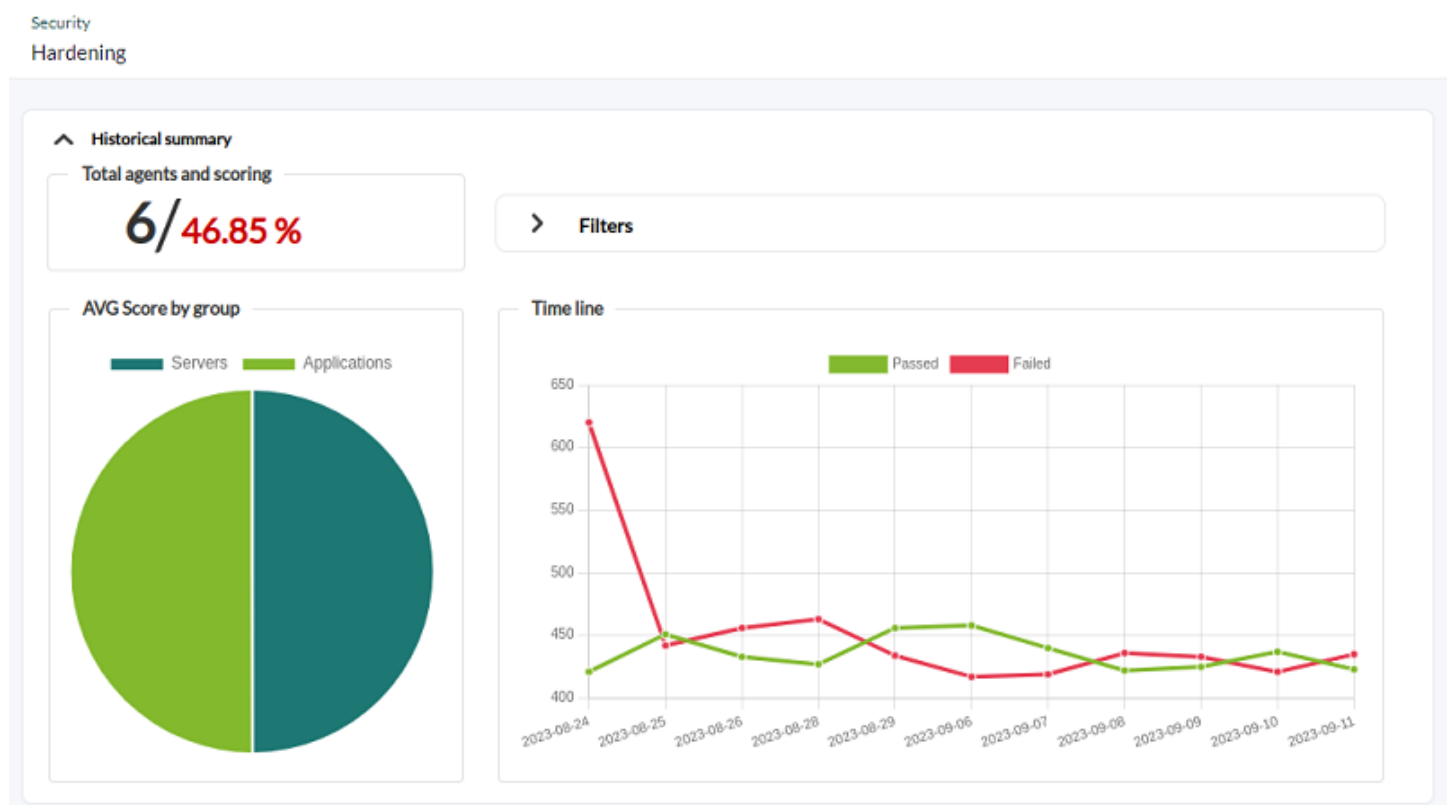 Security
Hardening
Historical summary
Total agents and scoring
6/46.85 %
Filters
AVG Score by group
Servers Applications
Time line
Passed Failed
650
600
550
500
450
400
2023-08-24 2023-08-25 2023-08-26 2023-08-28 2023-08-29 2023-09-06 2023-09-07 2023-09-08 2023-09-09 2023-09-10 2023-09-11